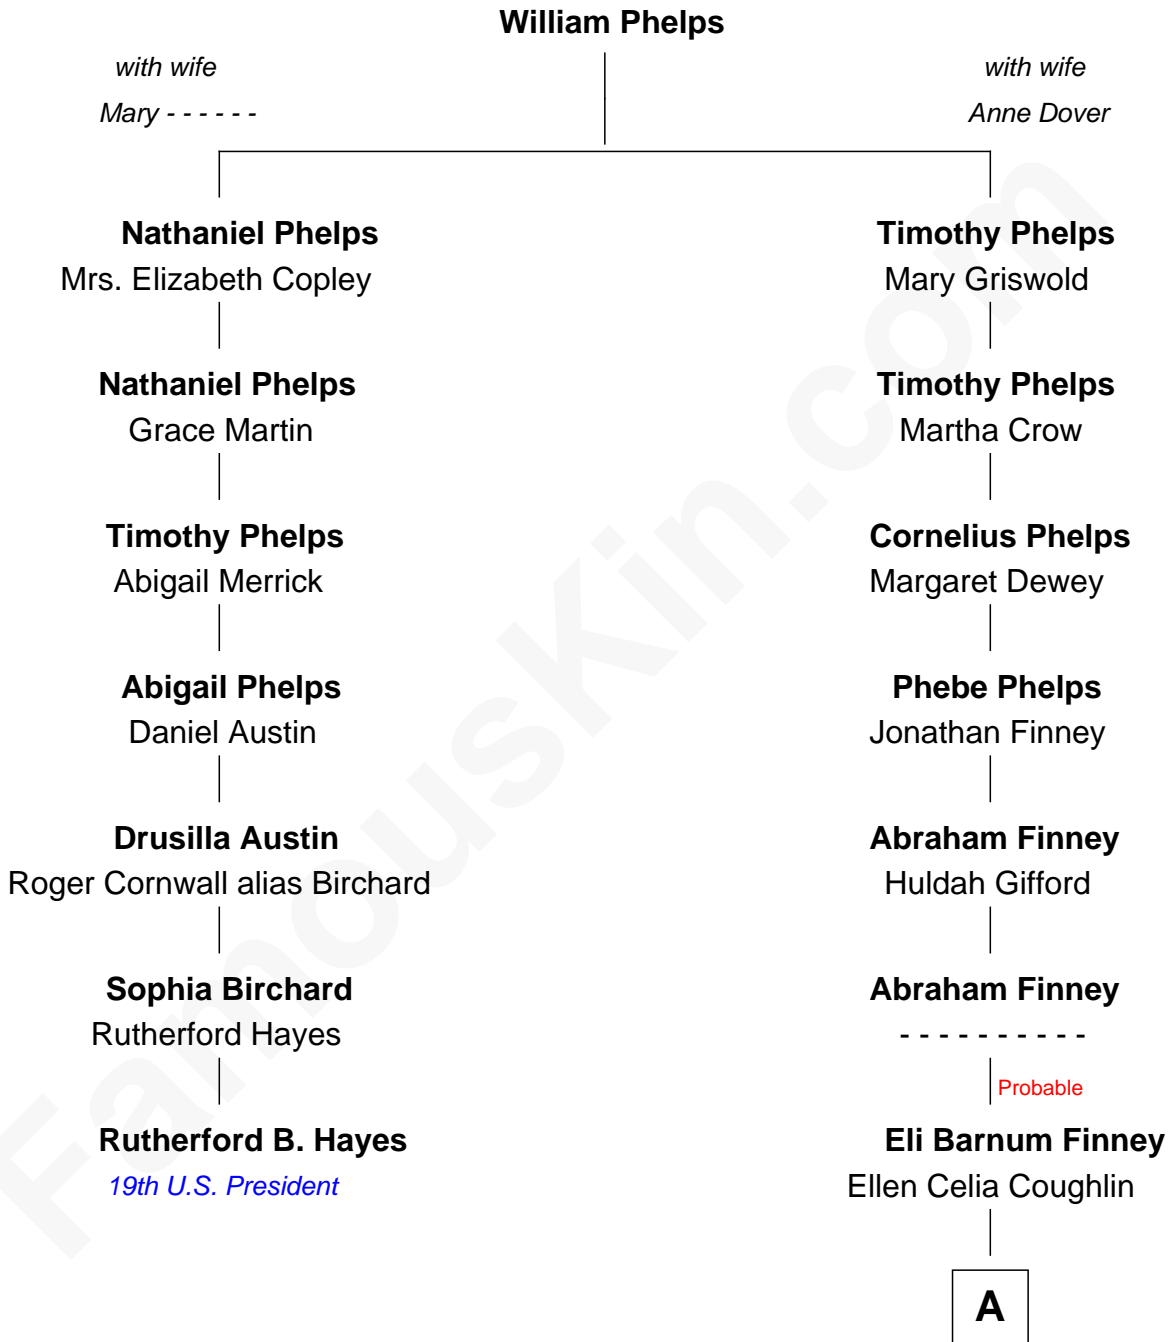 William Phelps
with wife
Mary - - - - - -
with wife
Anne Dover
Nathaniel Phelps
Mrs. Elizabeth Copley
Timothy Phelps
Mary Griswold
Nathaniel Phelps
Grace Martin
Timothy Phelps
Martha Crow
Timothy Phelps
Abigail Merrick
Cornelius Phelps
Margaret Dewey
Abigail Phelps
Daniel Austin
Phebe Phelps
Jonathan Finney
Drusilla Austin
Roger Cornwall alias Birchard
Abraham Finney
Huldah Gifford
Sophia Birchard
Rutherford Hayes
Abraham Finney
- - - - - - - - - -
Probable
Rutherford B. Hayes
19th U.S. President
Eli Barnum Finney
Ellen Celia Coughlin
A
FamousKin.com